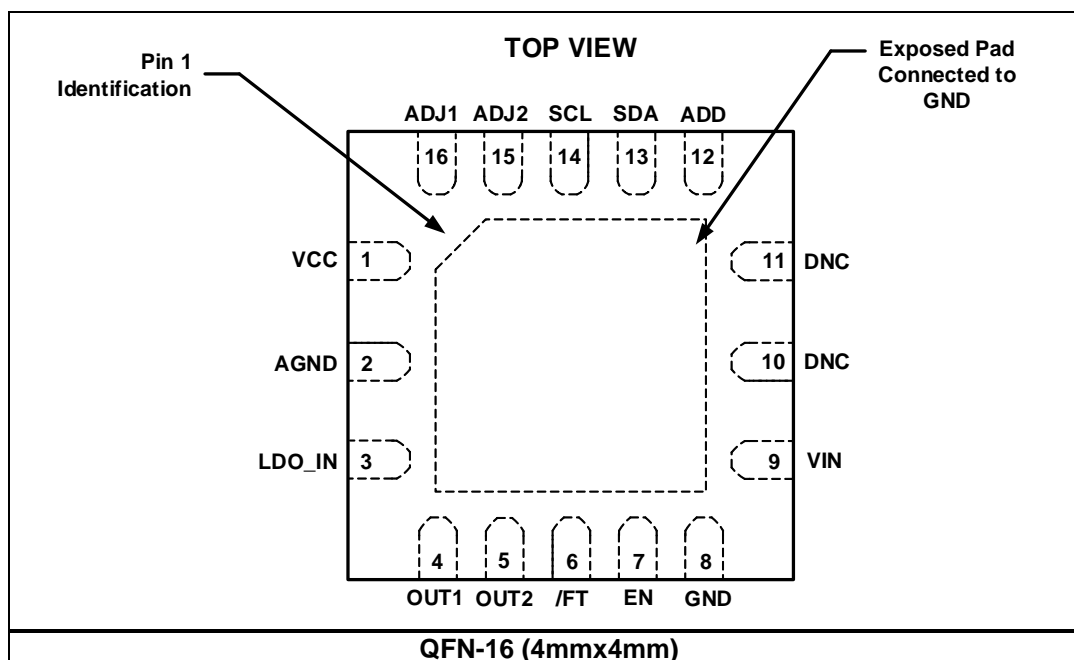 TOP VIEW
Pin 1
Identification
Exposed Pad
Connected to
GND
ADJ1 ADJ2 SCL SDA ADD
16 15 14 13 12
VCC 1
11 DNC
AGND 2
10 DNC
LDO_IN 3
9 VIN
4 5 6 7 8
OUT1 OUT2 /FT EN GND
QFN-16 (4mmx4mm)